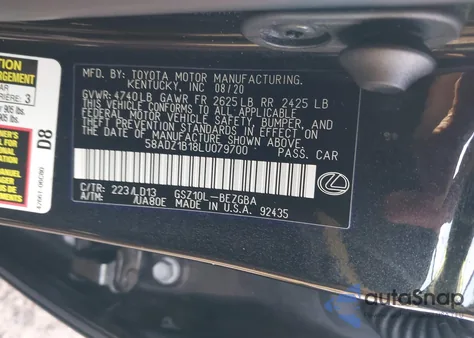 MFD. BY: TOYOTA MOTOR MANUFACTURING,
KENTUCKY, INC 08/20
GVWR: 4740LB GAWR FR 2625LB RR 2425 LB
THIS VEHICLE CONFORMS TO ALL APPLICABLE
FEDERAL MOTOR VEHICLE SAFETY, BUMPER, AND
THEFT PREVENTION STANDARDS IN EFFECT ON
THE DATE OF MANUFACTURE SHOWN ABOVE.
58ADZ1B18LU079700 PASS. CAR
C/TR: 223/LD13 GSZ10L-BEZGBA
A/TM: /UA80E MADE IN U.S.A. 92435
D8
autoSnap